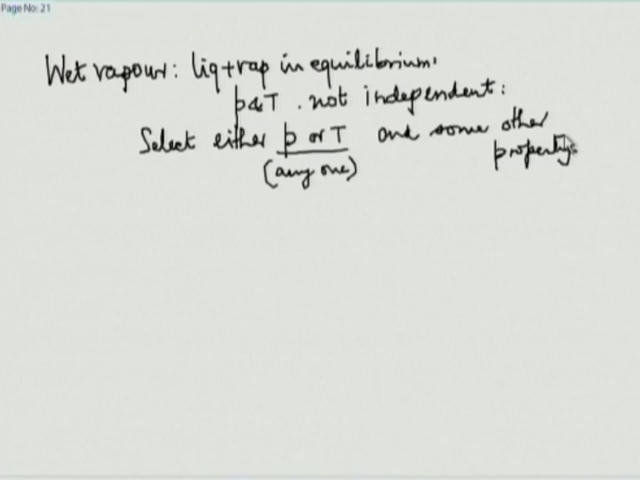 Page No: 21
Wet vapour: liq+vap in equilibrium.
p&T . not independent:
Select either p or T and some other
property:
(any one)